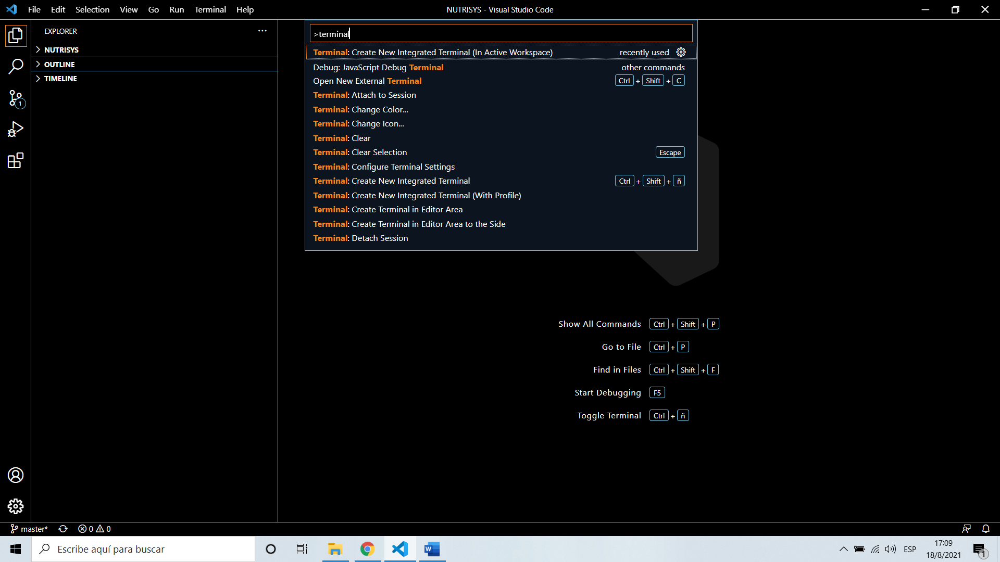 File Edit Selection View Go Run Terminal Help
NUTRISYS - Visual Studio Code
EXPLORER
NUTRISYS
OUTLINE
TIMELINE
1
>terminal
Terminal: Create New Integrated Terminal (In Active Workspace) recently used
Debug: JavaScript Debug Terminal other commands
Open New External Terminal Ctrl + Shift + C
Terminal: Attach to Session
Terminal: Change Color...
Terminal: Change Icon...
Terminal: Clear
Terminal: Clear Selection Escape
Terminal: Configure Terminal Settings
Terminal: Create New Integrated Terminal Ctrl + Shift + ñ
Terminal: Create New Integrated Terminal (With Profile)
Terminal: Create Terminal in Editor Area
Terminal: Create Terminal in Editor Area to the Side
Terminal: Detach Session
Show All Commands Ctrl + Shift + P
Go to File Ctrl + P
Find in Files Ctrl + Shift + F
Start Debugging F5
Toggle Terminal Ctrl + ñ
master* 0 0
Escribe aquí para buscar
W
ESP
17:09
18/8/2021
1